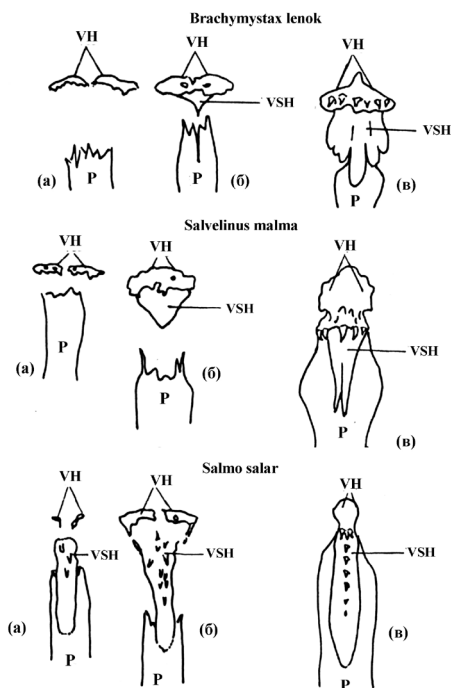 Brachymystax lenok
VH VH VH
VSH
VSH
(а) P (б) P (в) P
Salvelinus malma
VH VH VH
VSH
VSH
P
(а) (б) P (в) P
Salmo salar
VH VH VH
VSH VSH VSH
(а) (б) (в)
P P P